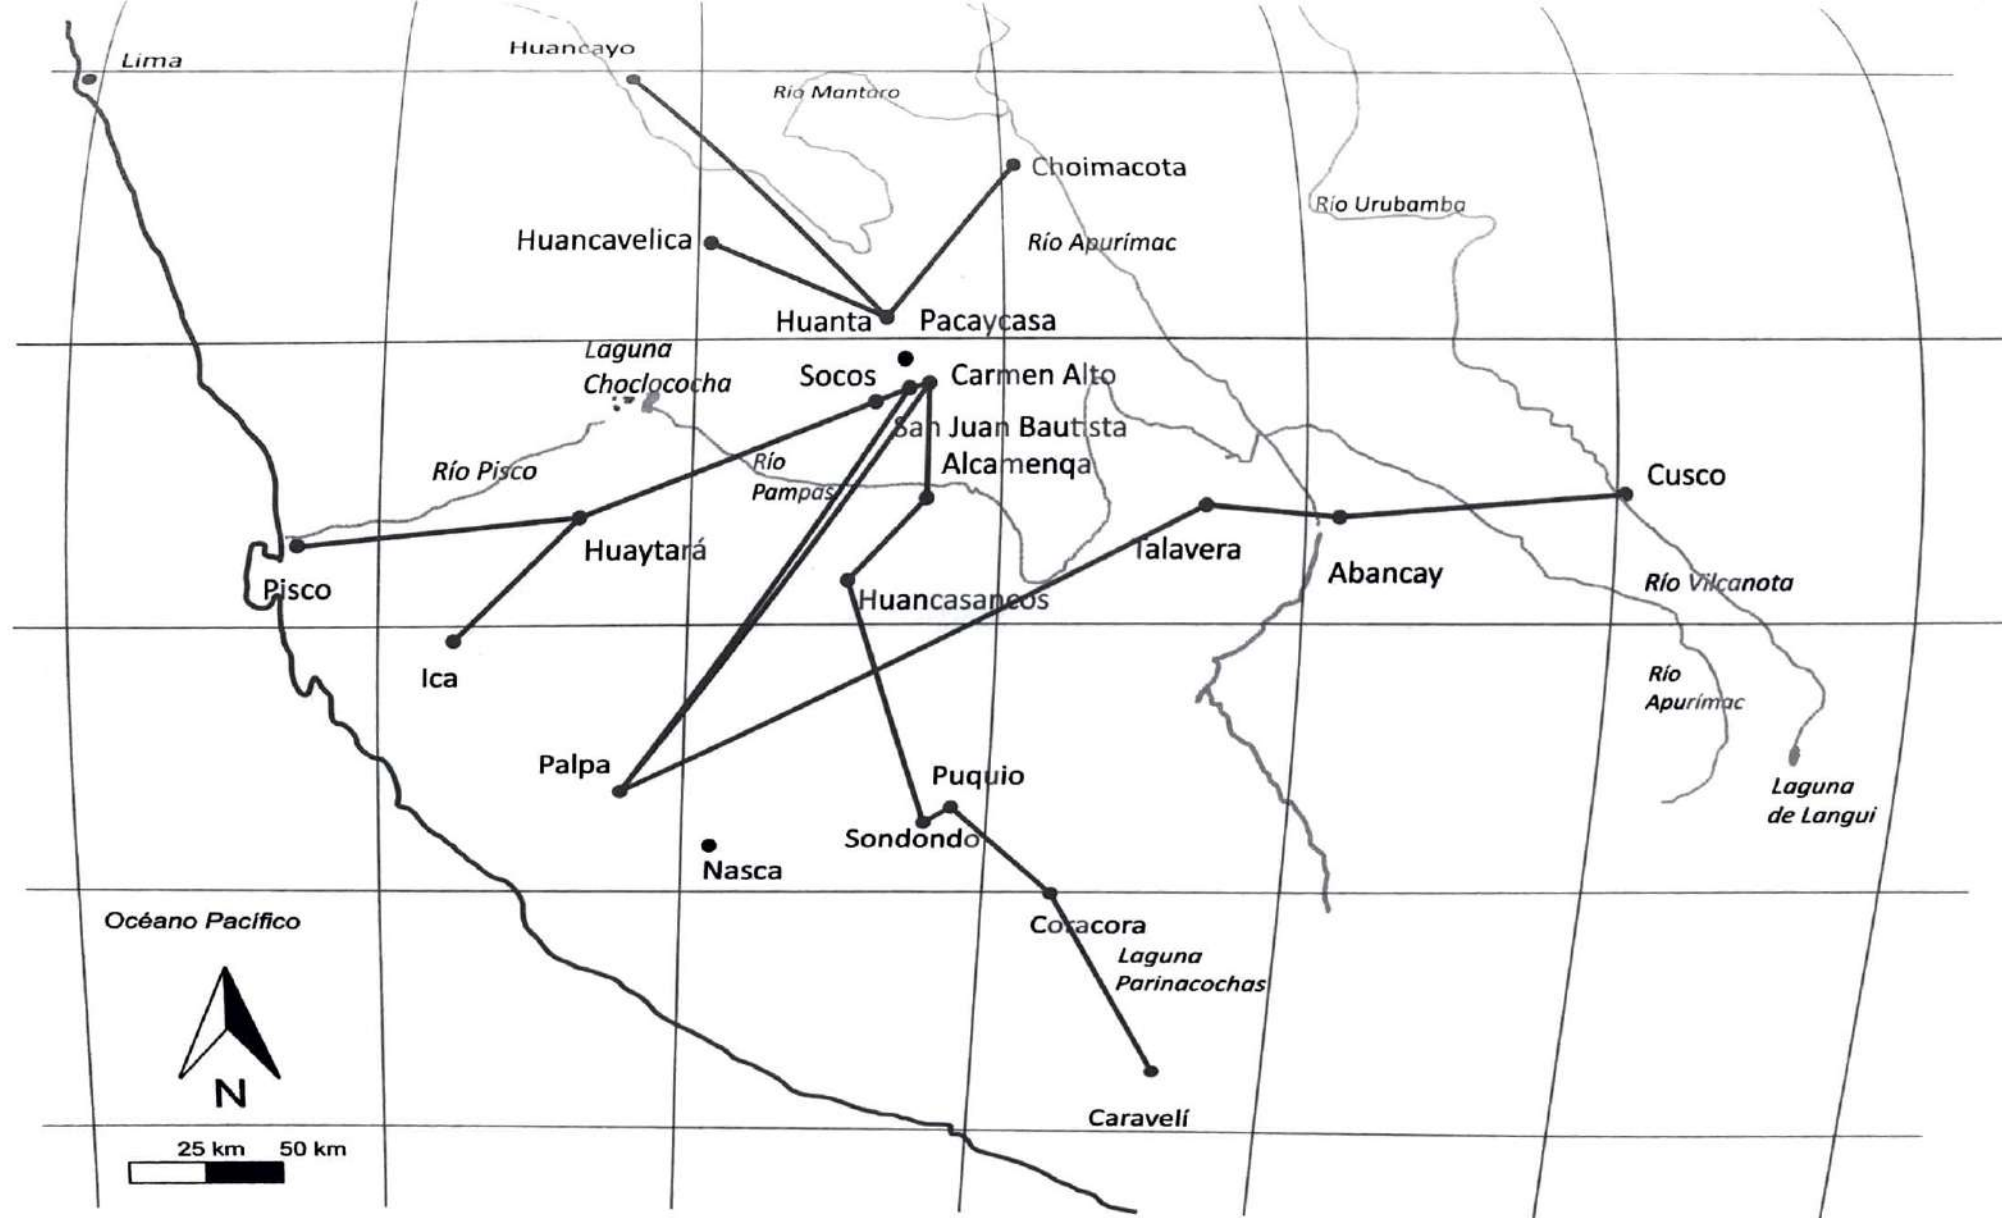 Lima
Huancayo
Río Mantaro
Choimacota
Río Urubamba
Huancavelica
Río Apurímac
Huanta
Pacaycasa
Laguna
Choclococha
Socos
Carmen Alto
San Juan Bautista
Río Pisco
Río
Pampas
Alcamenqa
Cusco
Huaytará
Talavera
Abancay
Pisco
Huancasancos
Río Vilcanota
Ica
Río
Apurímac
Palpa
Puquio
Laguna
de Langui
Sondondo
Nasca
Océano Pacífico
Coracora
Laguna
Parinacochas
N
Caravelí
25 km 50 km